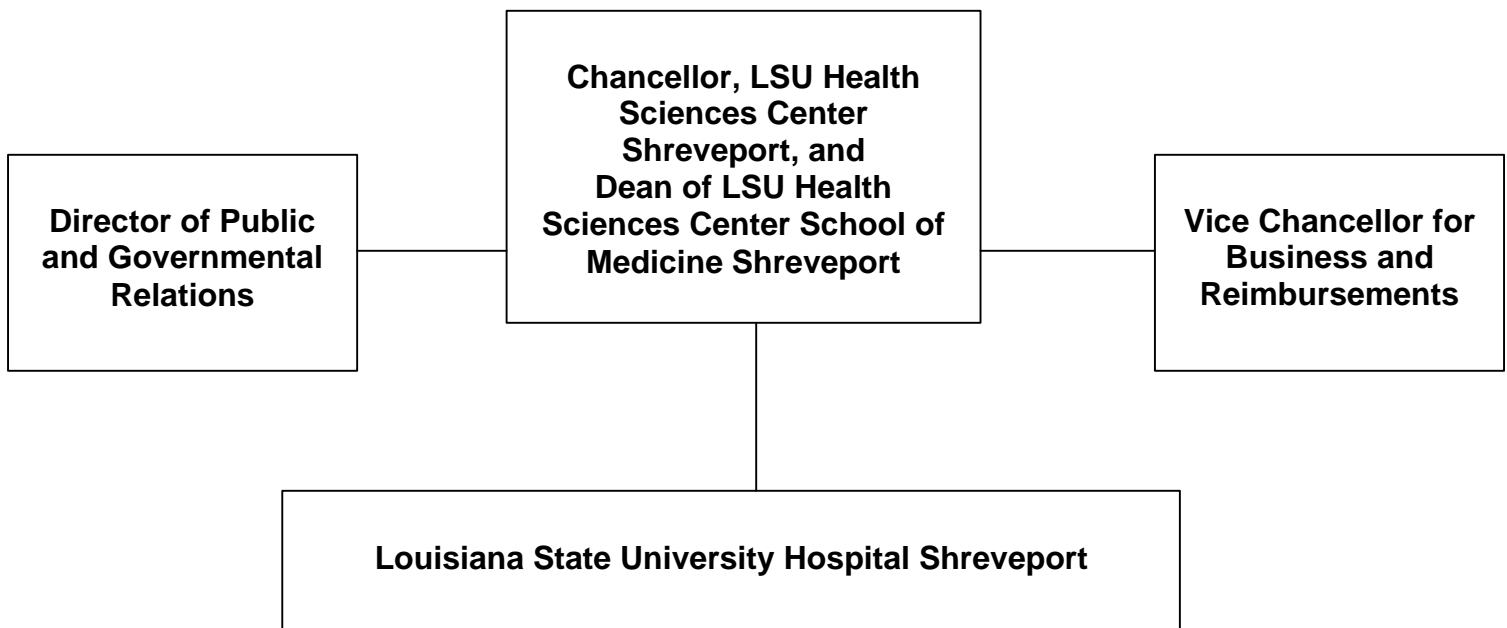 Chancellor, LSU Health
Sciences Center
Shreveport, and
Dean of LSU Health
Sciences Center School of
Medicine Shreveport
Director of Public
and Governmental
Relations
Vice Chancellor for
Business and
Reimbursements
Louisiana State University Hospital Shreveport